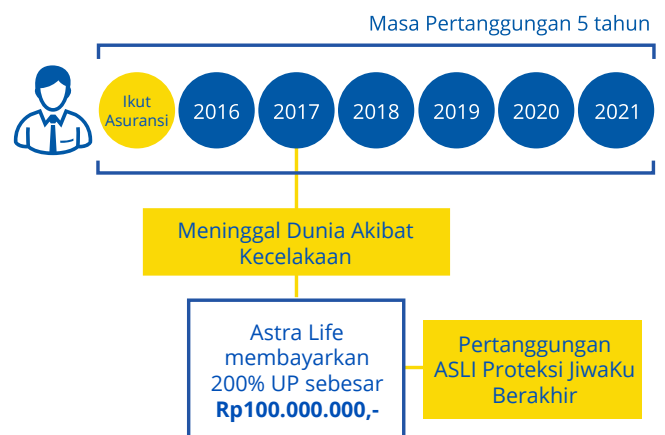 Masa Pertanggungan 5 tahun
Ikut
Asuransi
2016
2017
2018
2019
2020
2021
Meninggal Dunia Akibat
Kecelakaan
Astra Life
membayarkan
200% UP sebesar
Rp100.000.000,-
Pertanggungan
ASLI Proteksi JiwaKu
Berakhir